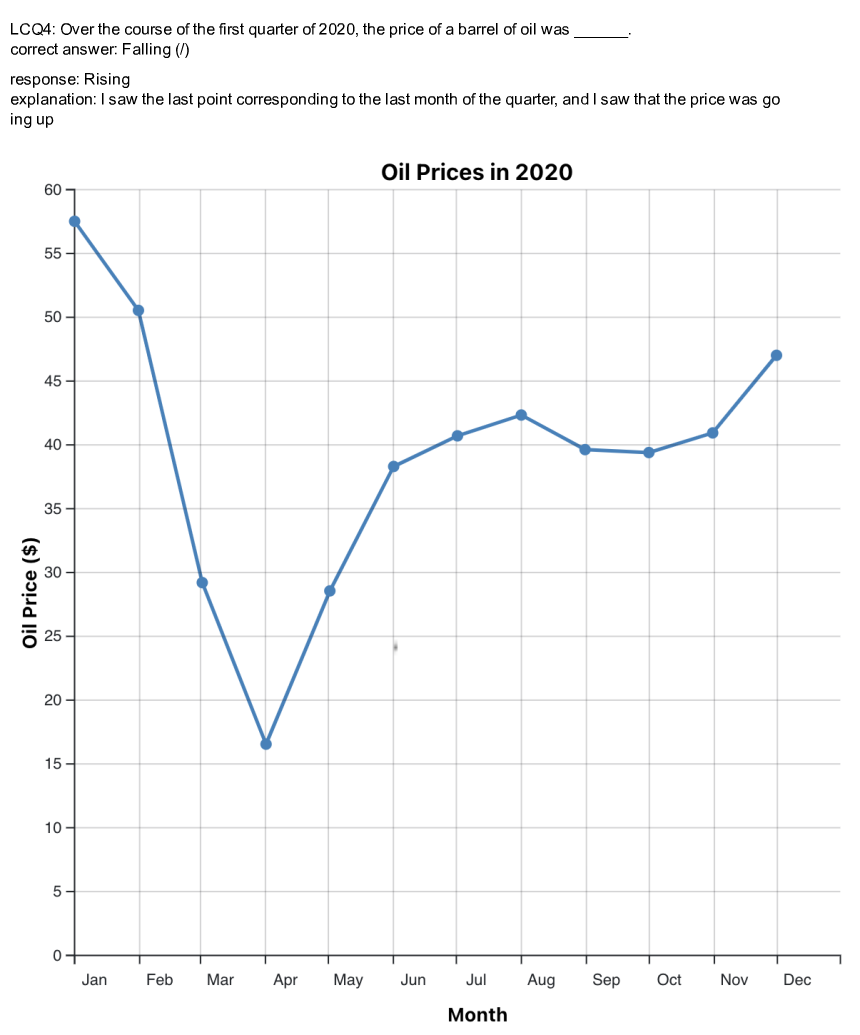 LCQ4: Over the course of the first quarter of 2020, the price of a barrel of oil was _______.
correct answer: Falling (/)
response: Rising
explanation: I saw the last point corresponding to the last month of the quarter, and I saw that the price was go
ing up
Oil Prices in 2020
60
55
50
45
40
35
30
25
20
15
10
5
0
Oil Price ($)
Jan Feb Mar Apr May Jun Jul Aug Sep Oct Nov Dec
Month